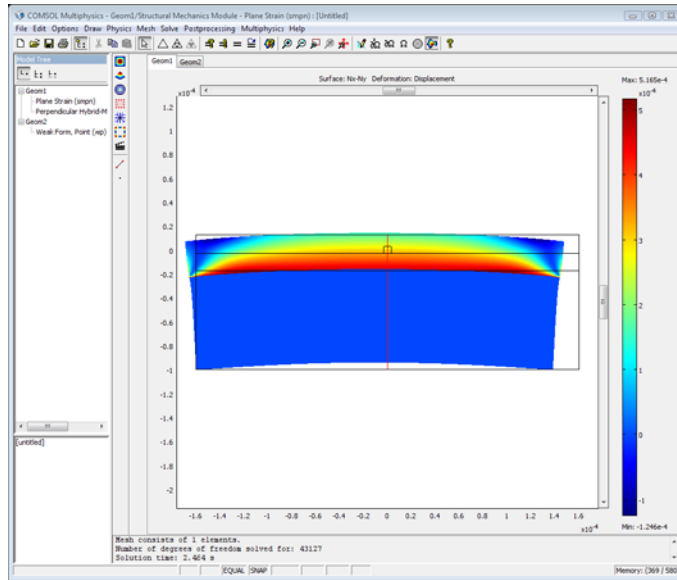 COMSOL Multiphysics - Geom1/Structural Mechanics Module - Plane Strain (smpn) : [Untitled]
File Edit Options Draw Physics Mesh Solve Postprocessing Multiphysics Help
Model Tree
Geom1
Plane Strain (smpn)
Perpendicular Hybrid-M
Geom2
Weak Form, Point (wp)
[untitled]
Geom1 Geom2
Surface: Nx-Ny Deformation: Displacement
x10-4
1.2
1
0.8
0.6
0.4
0.2
0
-0.2
-0.4
-0.6
-0.8
-1
-1.2
-1.4
-1.6
-1.8
-2
-1.6 -1.4 -1.2 -1 -0.8 -0.6 -0.4 -0.2 0 0.2 0.4 0.6 0.8 1 1.2 1.4 1.6
x10-4
Max: 5.165e-4
x10-4
5
4
3
2
1
0
-1
Min: -1.246e-4
Mesh consists of 1 elements.
Number of degrees of freedom solved for: 43127
Solution time: 2.464 s
EQUAL SNAP
Memory: (369 / 580